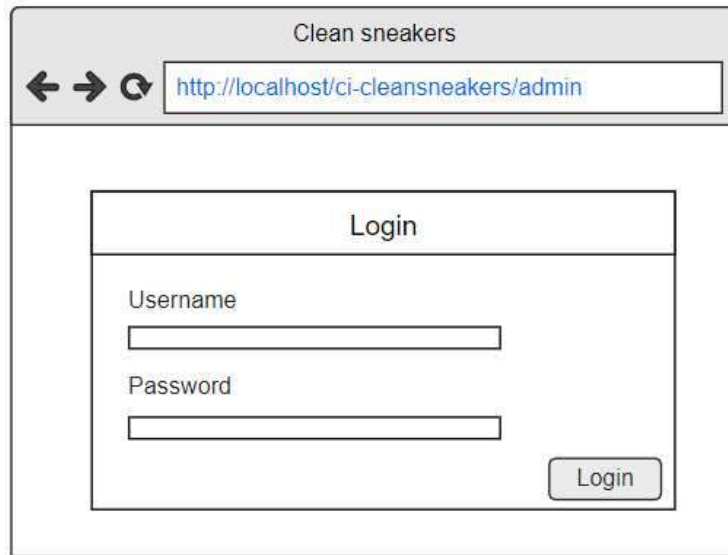 Clean sneakers
http://localhost/ci-cleansneakers/admin
Login
Username
Password
Login